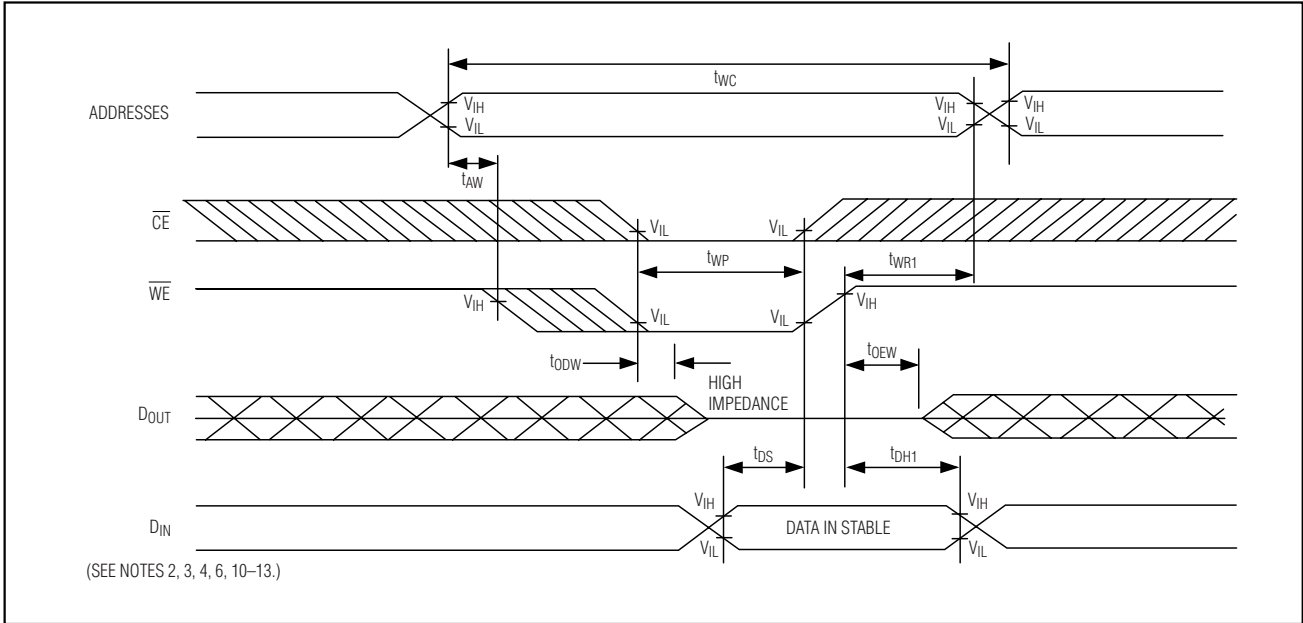 tWC
ADDRESSES
VIH
VIL
VIH
VIL
VIH
VIL
tAW
CE
VIL
VIL
tWP
tWR1
WE
VIH
VIL
VIL
VIH
tODW
tOEW
HIGH
IMPEDANCE
DOUT
tDS
tDH1
DIN
VIH
VIL
DATA IN STABLE
VIH
VIL
(SEE NOTES 2, 3, 4, 6, 10–13.)